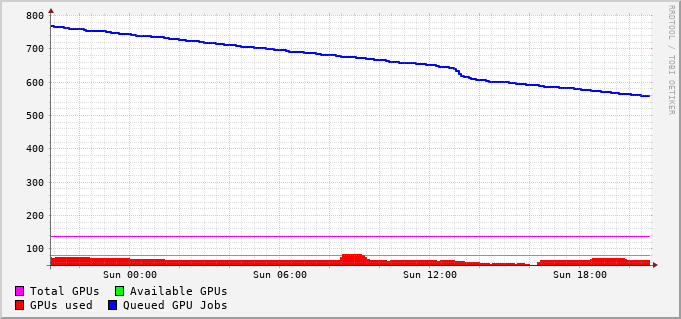 800
700
600
500
400
300
200
100
Sun 00:00
Sun 06:00
Sun 12:00
Sun 18:00
Total GPUs
Available GPUs
GPUs used
Queued GPU Jobs
RRDTOOL / TOBI OETIKER